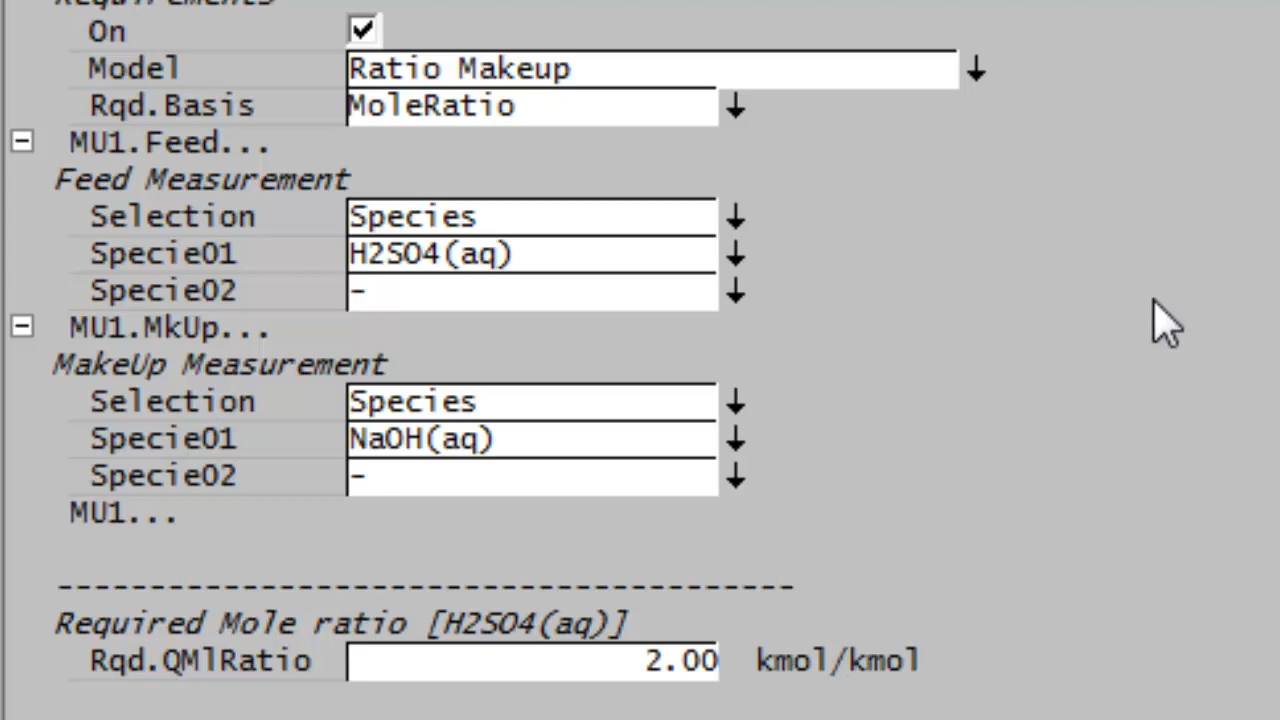 Requirements
On
Model Ratio Makeup
Rqd.Basis MoleRatio
MU1.Feed...
Feed Measurement
Selection Species
Specie01 H2SO4(aq)
Specie02 -
MU1.MkUp...
MakeUp Measurement
Selection Species
Specie01 NaOH(aq)
Specie02 -
MU1...
----------------------------------------
Required Mole ratio [H2SO4(aq)]
Rqd.QMlRatio 2.00 kmol/kmol